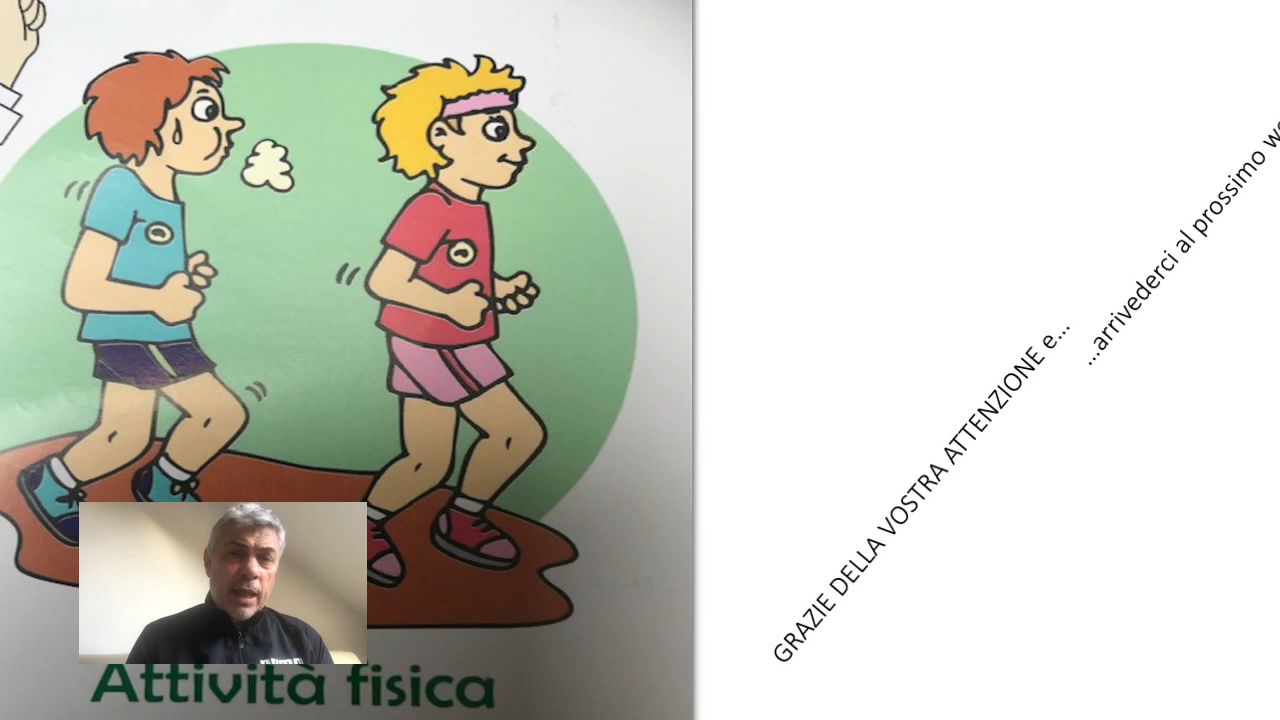 Attività fisica
GRAZIE DELLA VOSTRA ATTENZIONE e...
...arrivederci al prossimo